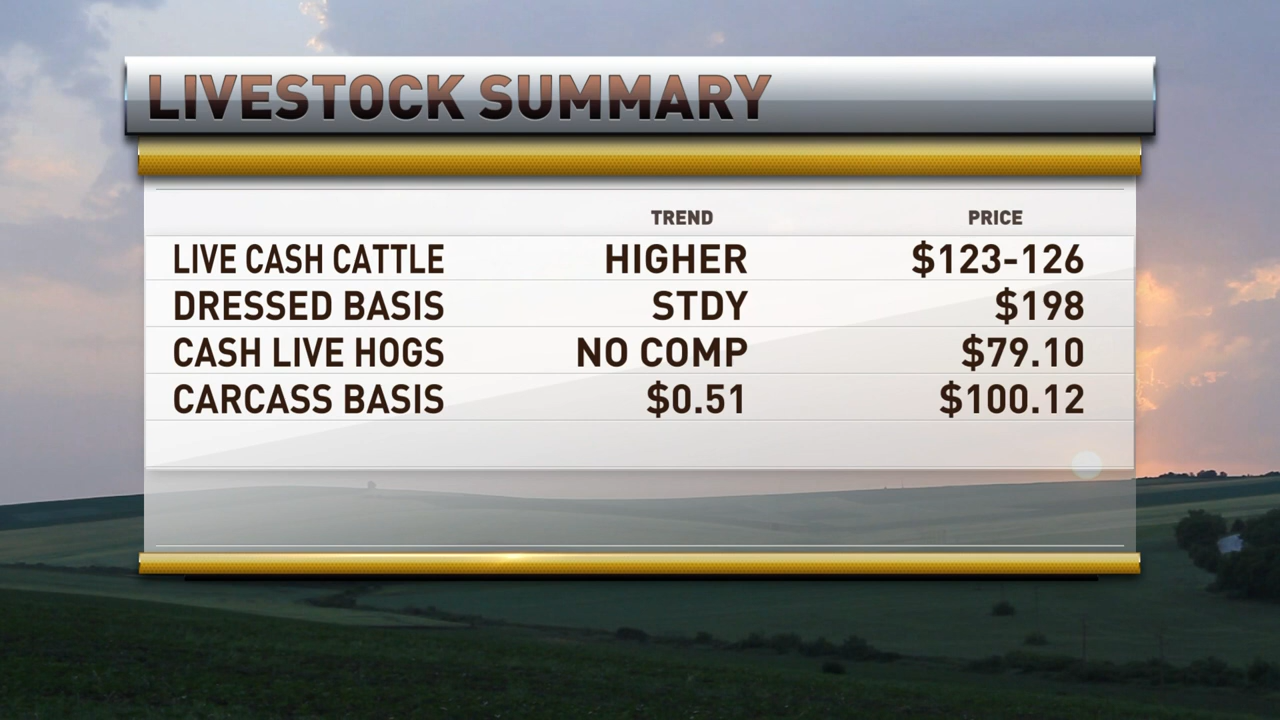 LIVESTOCK SUMMARY
TREND PRICE
LIVE CASH CATTLE HIGHER $123-126
DRESSED BASIS STDY $198
CASH LIVE HOGS NO COMP $79.10
CARCASS BASIS $0.51 $100.12